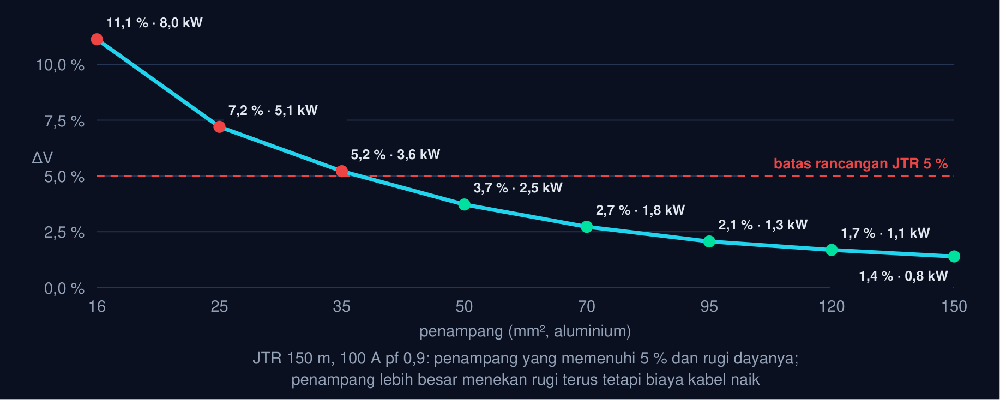 11,1 % · 8,0 kW
10,0 %
7,2 % · 5,1 kW
7,5 %
5,2 % · 3,6 kW
ΔV
batas rancangan JTR 5 %
5,0 %
3,7 % · 2,5 kW
2,7 % · 1,8 kW
2,1 % · 1,3 kW
1,7 % · 1,1 kW
2,5 %
1,4 % · 0,8 kW
0,0 %
16 25 35 50 70 95 120 150
penampang (mm², aluminium)
JTR 150 m, 100 A pf 0,9: penampang yang memenuhi 5 % dan rugi dayanya;
penampang lebih besar menekan rugi terus tetapi biaya kabel naik